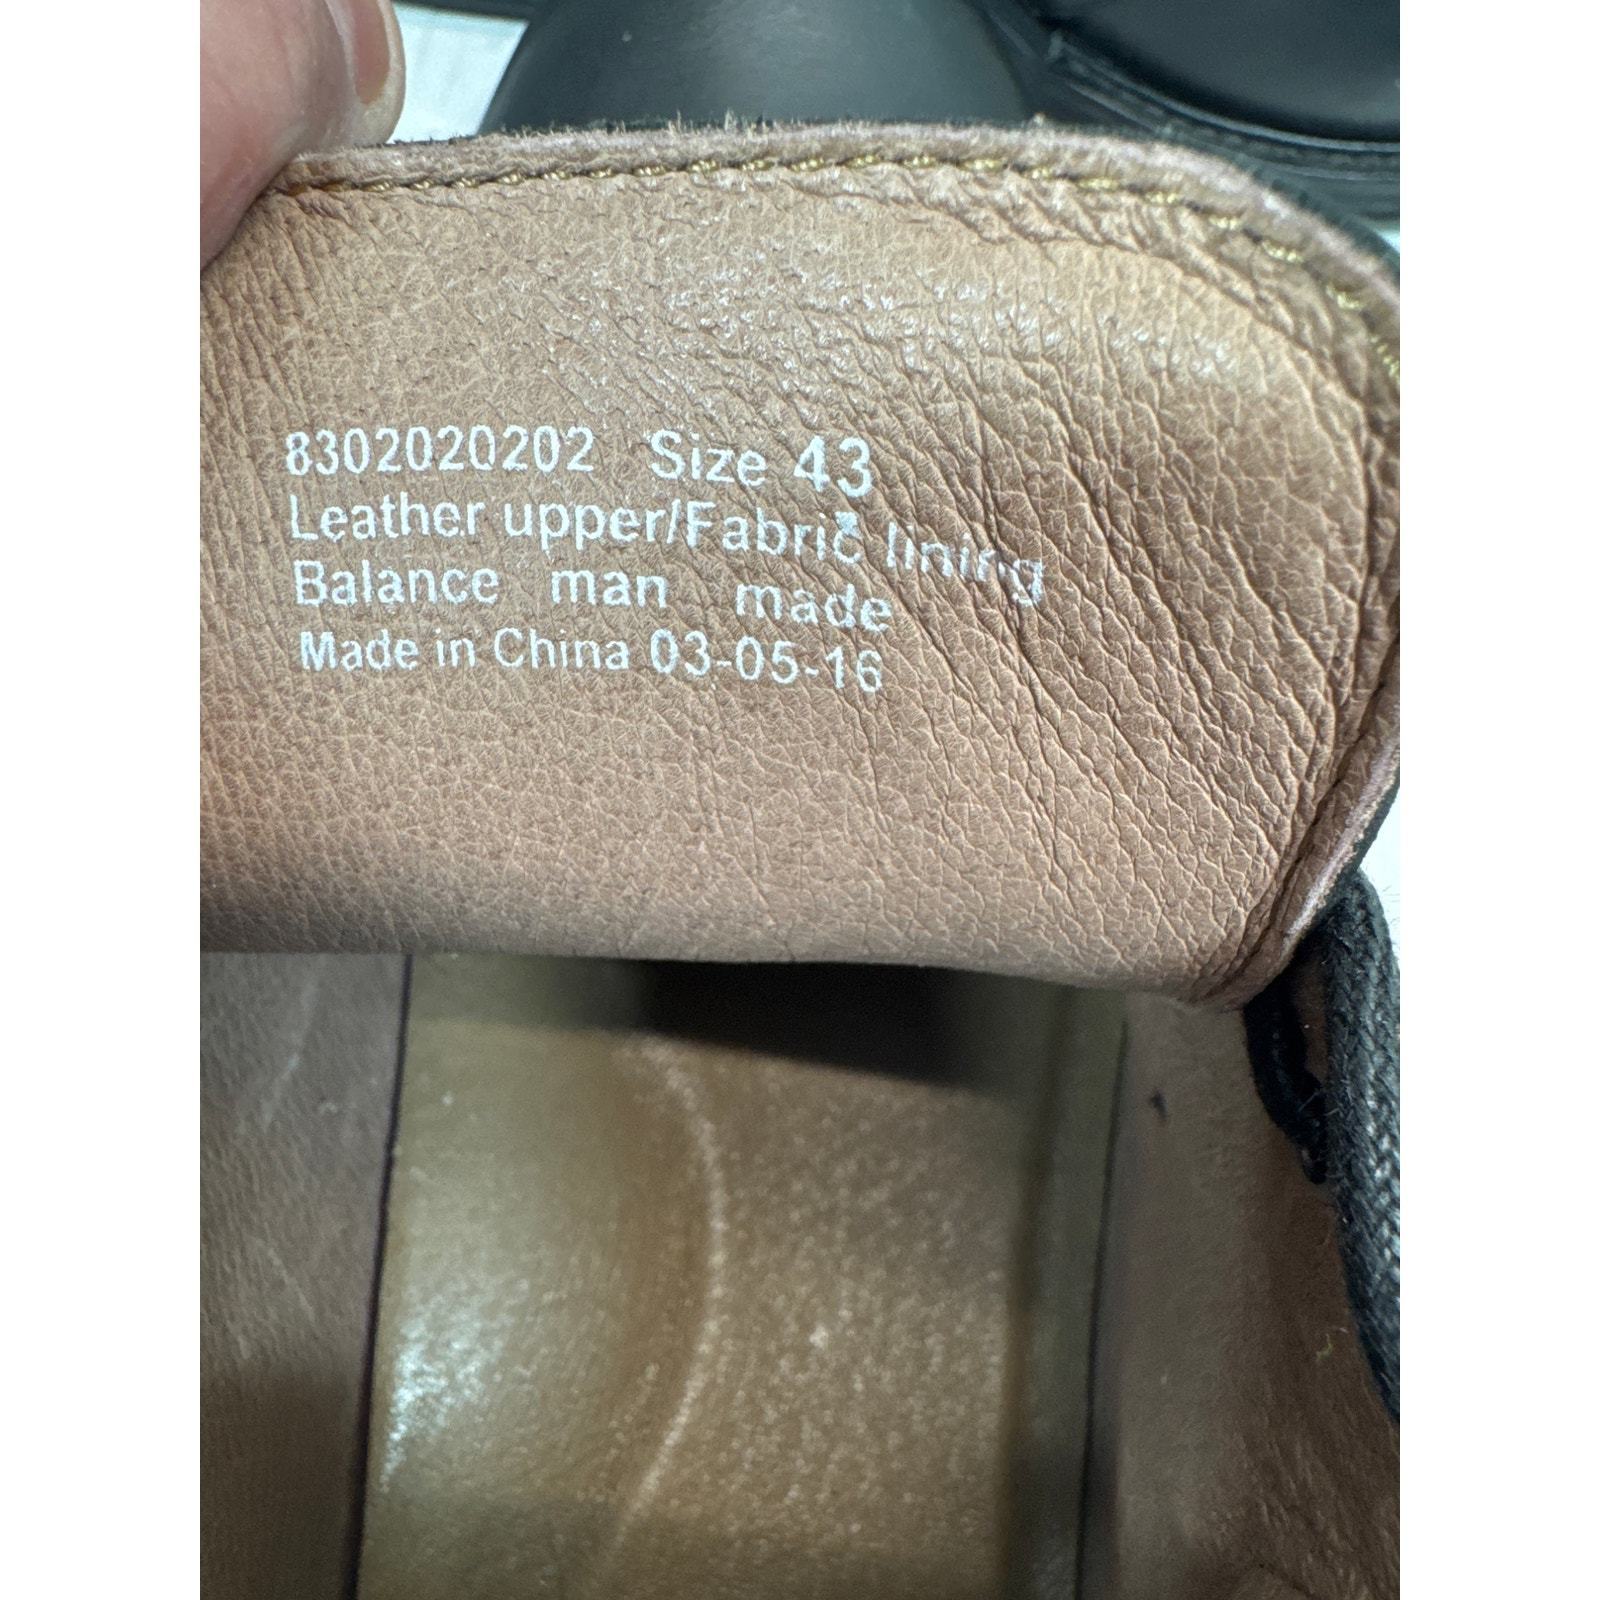 8302020202 Size 43
Leather upper/Fabric lining
Balance man made
Made in China 03-05-16